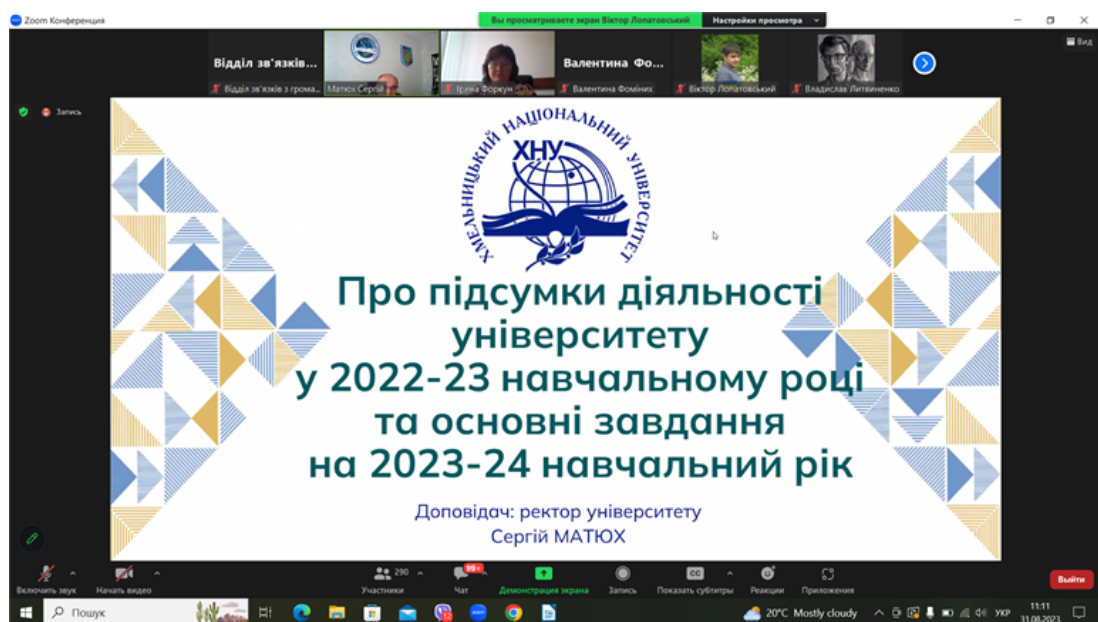 Zoom Конференция
Вы просматриваете экран Віктор Лопатовський
Настройки просмотра
Вид
Відділ зв'язків...
Валентина Фо...
Відділ зв'язків з грома...
Матюх Сергій
Ірина Форкун
Валентина Фоміних
Віктор Лопатовський
Владислав Литвиненко
Запись
ХМЕЛЬНИЦЬКИЙ НАЦІОНАЛЬНИЙ УНІВЕРСИТЕТ
ХНУ
Про підсумки діяльності
університету
у 2022-23 навчальному році
та основні завдання
на 2023-24 навчальний рік
Доповідач: ректор університету
Сергій МАТЮХ
290
99+
CC
Включить звук
Начать видео
Участники
Чат
Демонстрация экрана
Запись
Показать субтитры
Реакции
Приложения
Выйти
Пошук
20°C Mostly cloudy
УКР
11:11
31.08.2023